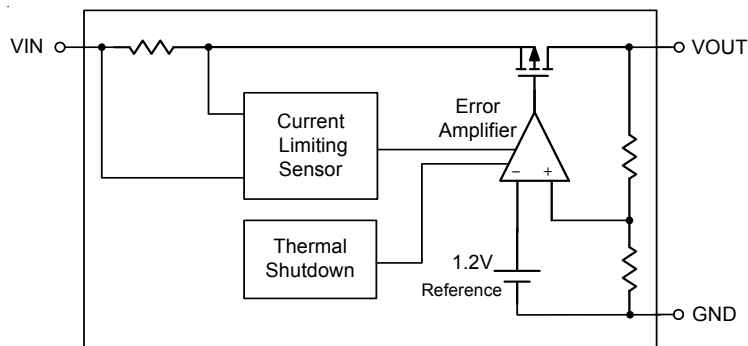 VIN
VOUT
Error
Amplifier
Current
Limiting
Sensor
− +
Thermal
Shutdown
1.2V
Reference
GND